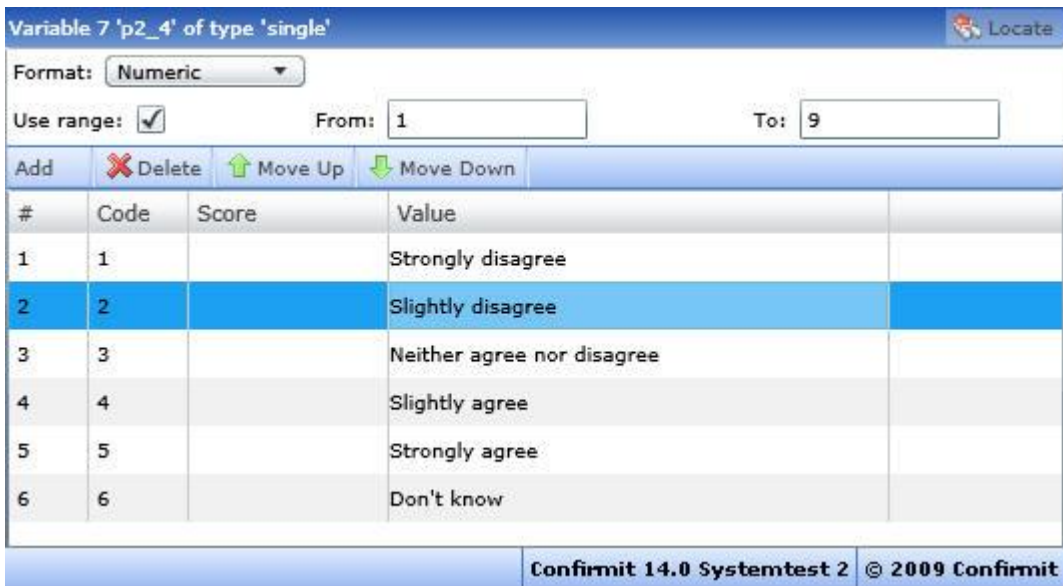 Variable 7 'p2_4' of type 'single' Locate
Format: Numeric
Use range: From: 1 To: 9
Add Delete Move Up Move Down
# Code Score Value
1 1 Strongly disagree
2 2 Slightly disagree
3 3 Neither agree nor disagree
4 4 Slightly agree
5 5 Strongly agree
6 6 Don't know
Confirmit 14.0 Systemtest 2 © 2009 Confirmit